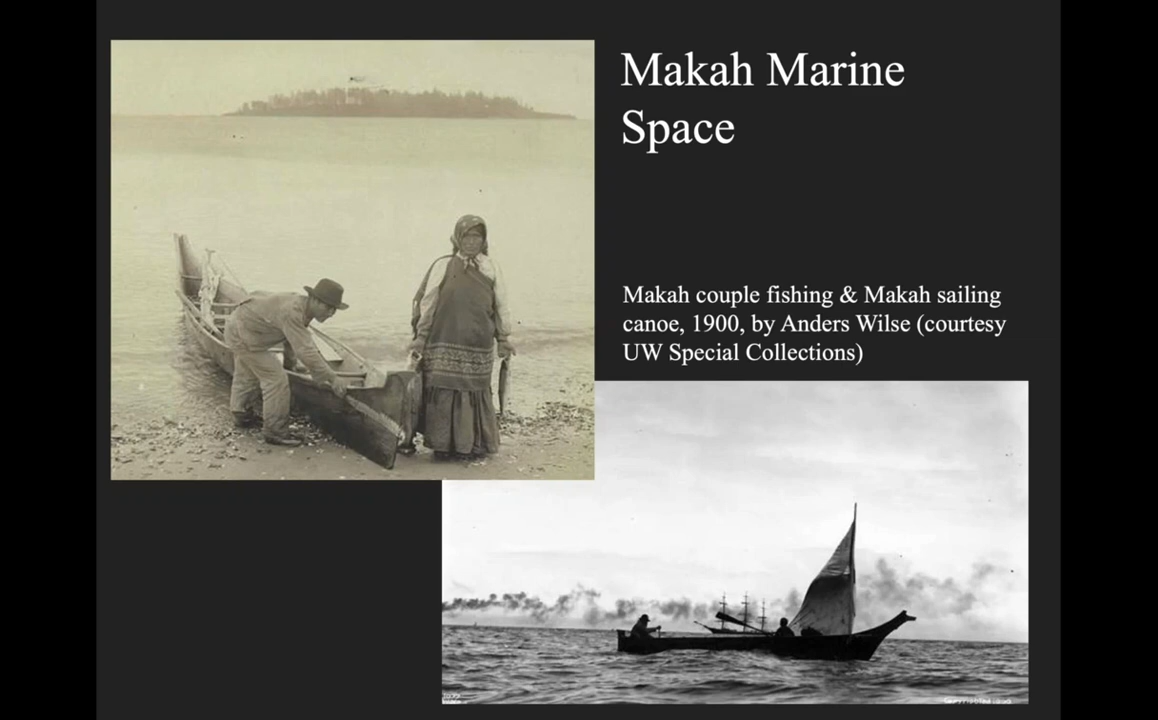 Makah Marine
Space
Makah couple fishing & Makah sailing
canoe, 1900, by Anders Wilse (courtesy
UW Special Collections)